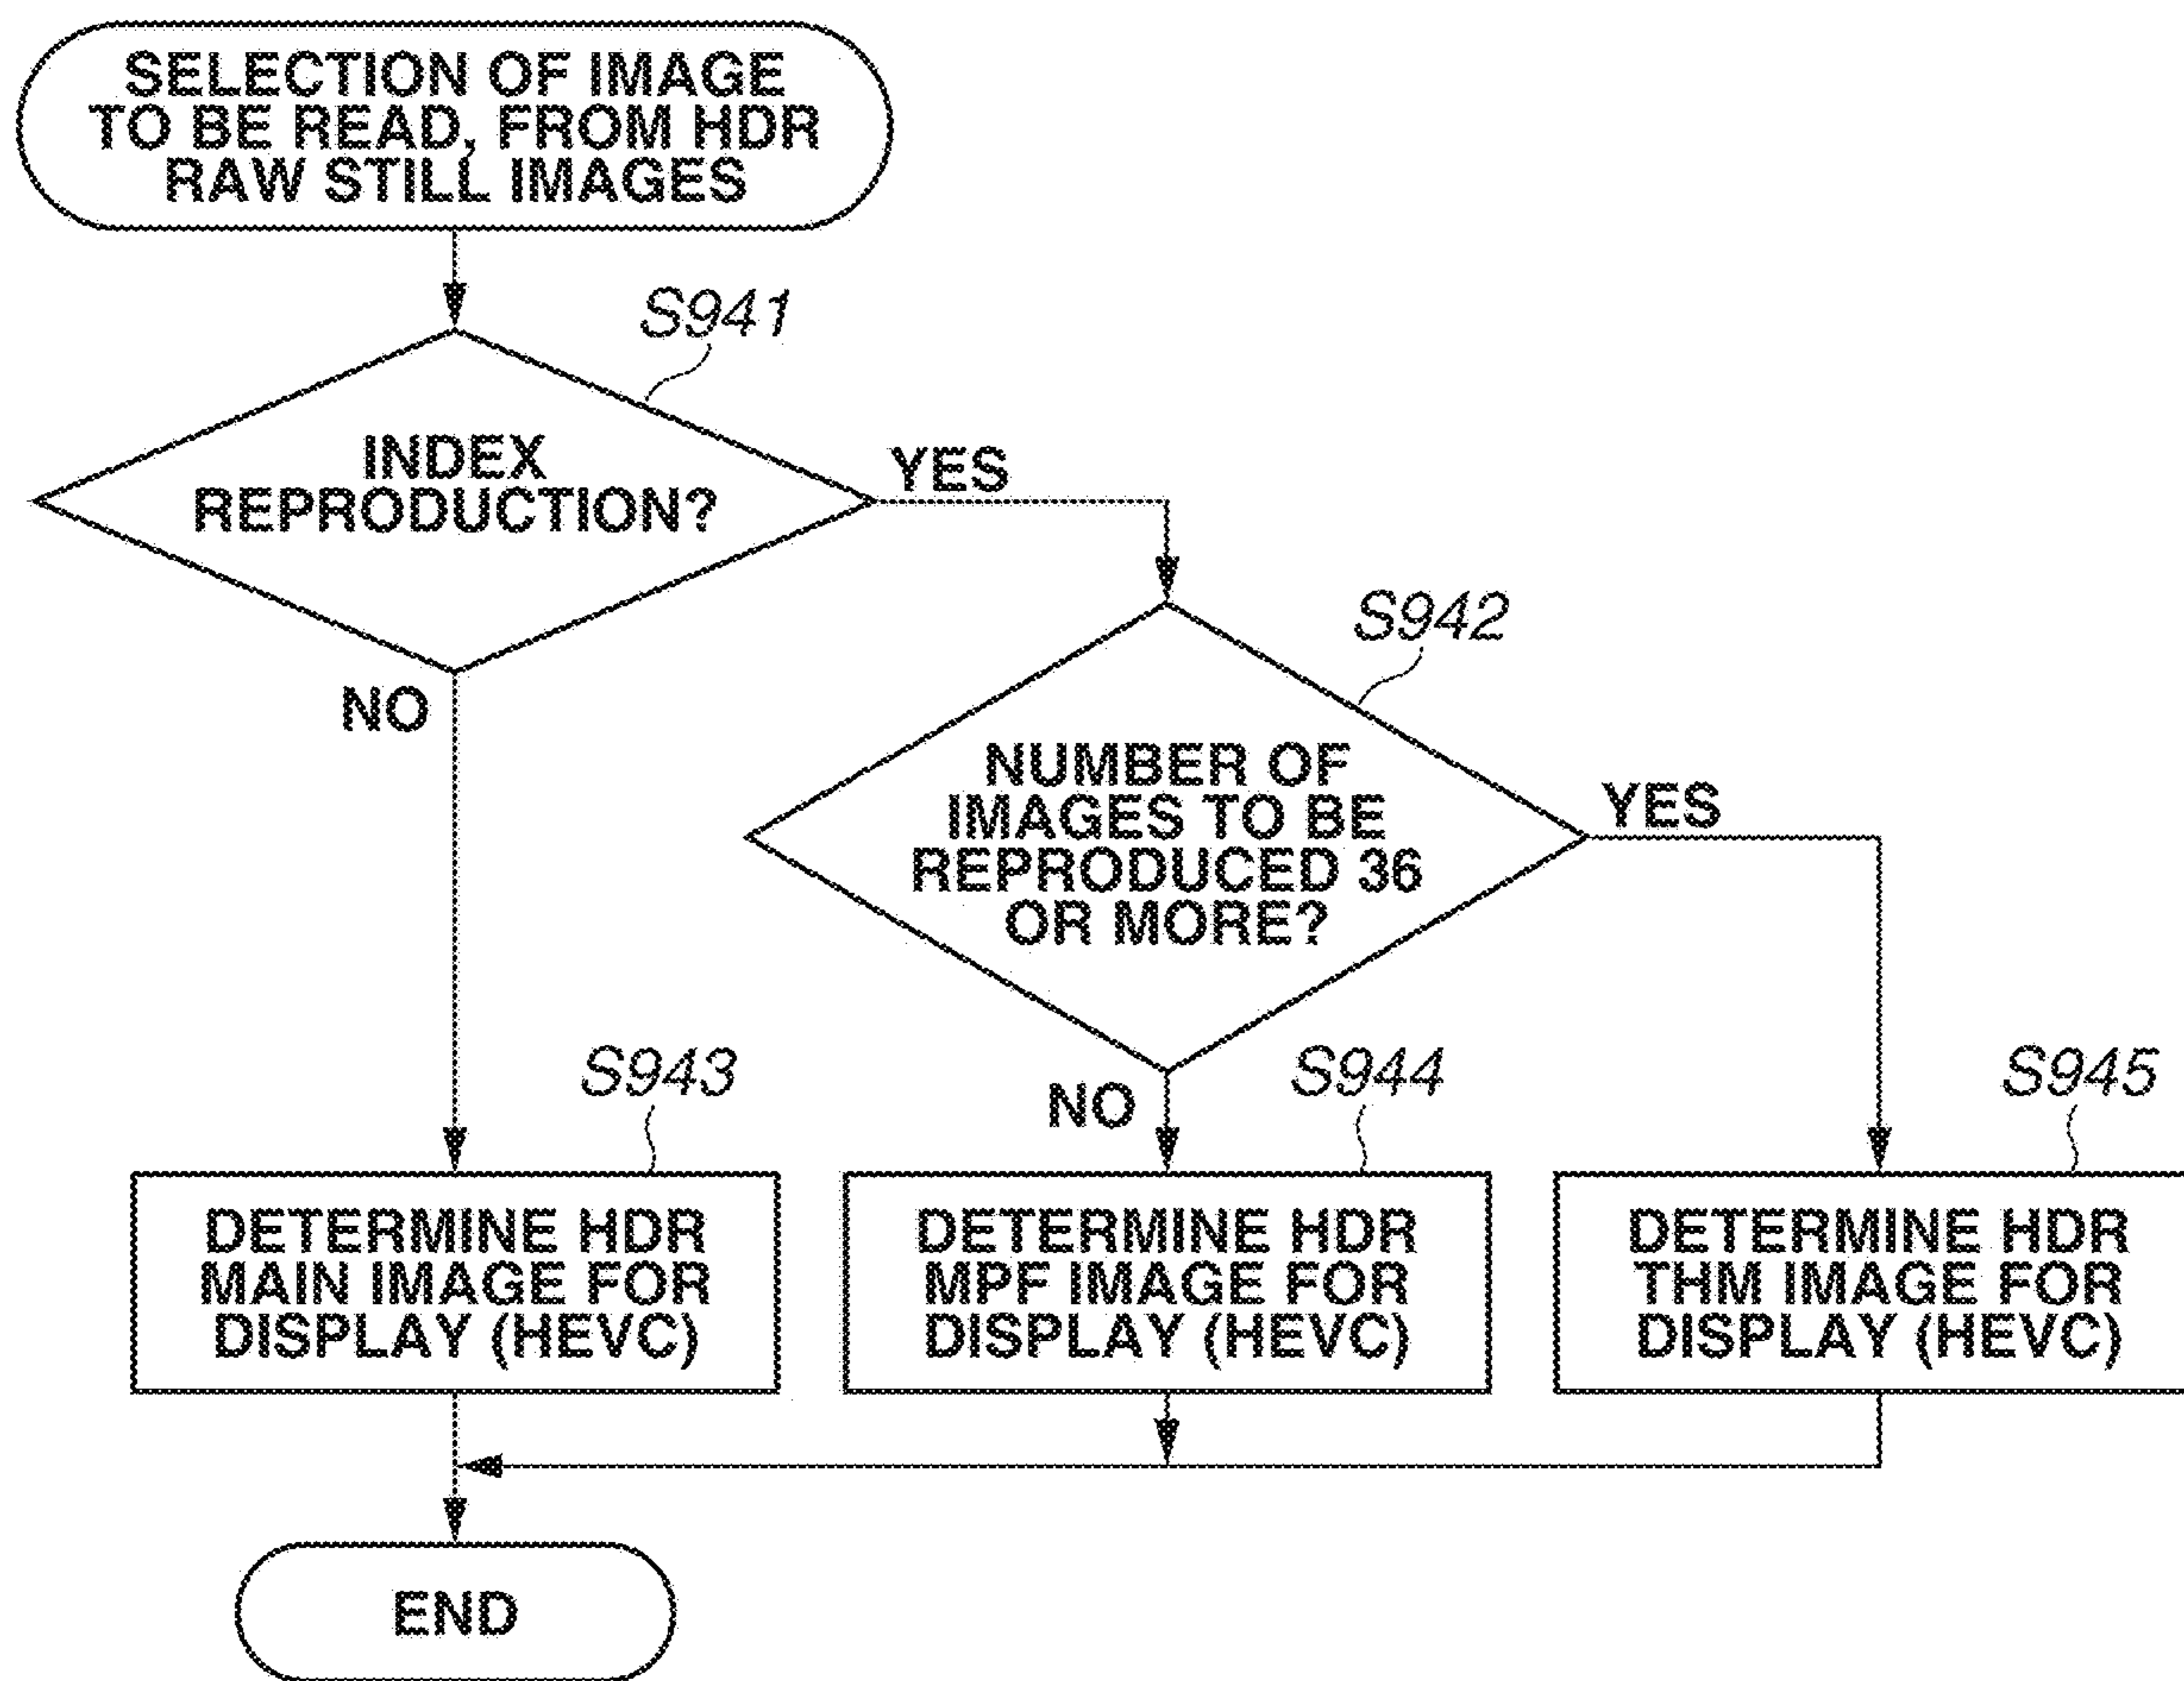 SELECTION OF IMAGE
TO BE READ, FROM HDR
RAW STILL IMAGES
S941
INDEX
REPRODUCTION?
YES
NO
S942
NUMBER OF
IMAGES TO BE
REPRODUCED 36
OR MORE?
YES
NO
S943
DETERMINE HDR
MAIN IMAGE FOR
DISPLAY (HEVC)
S944
DETERMINE HDR
MPF IMAGE FOR
DISPLAY (HEVC)
S945
DETERMINE HDR
THM IMAGE FOR
DISPLAY (HEVC)
END